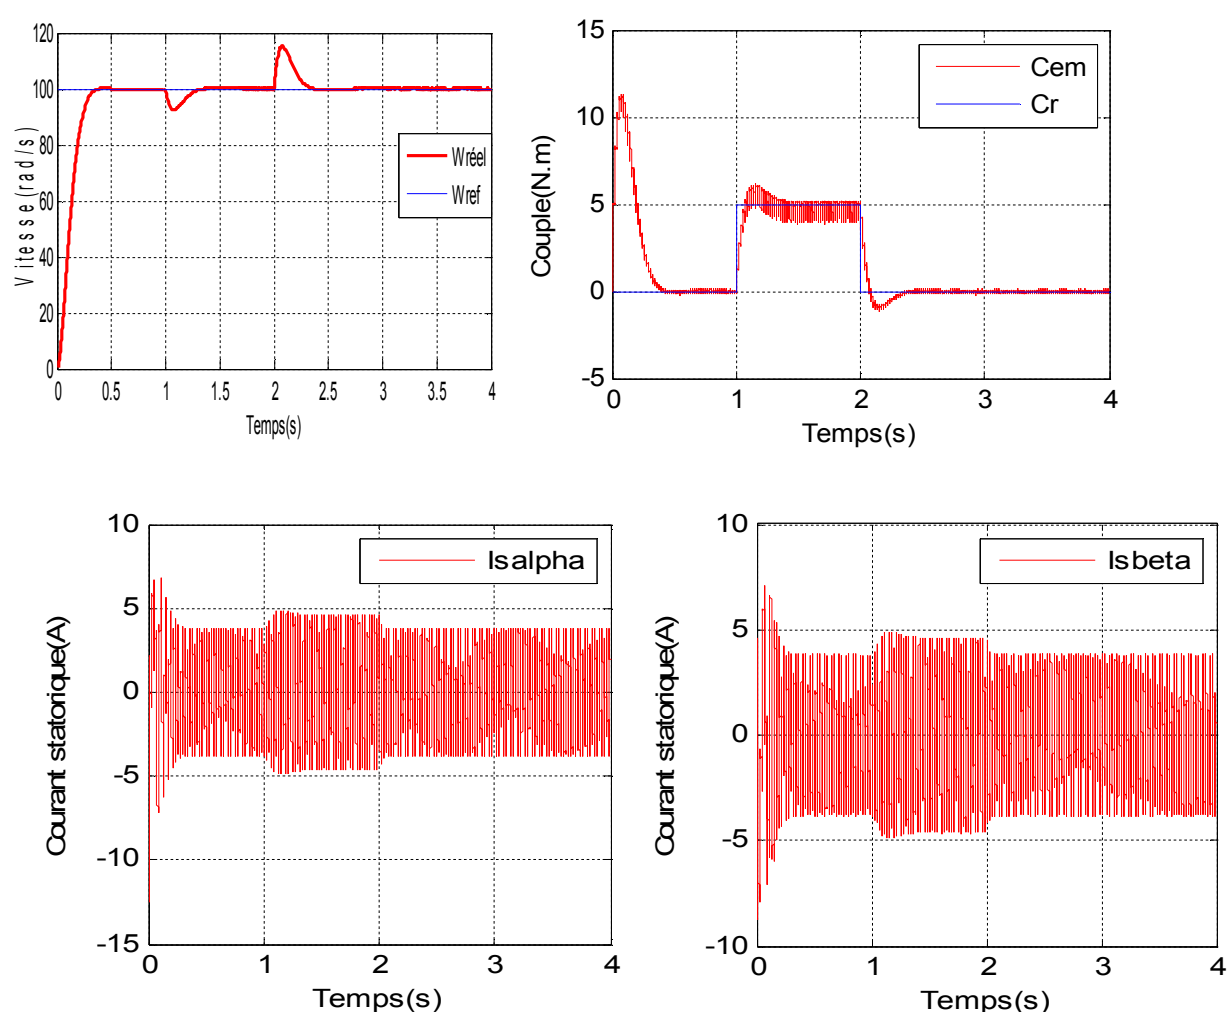 120
100
80
60
40
20
0
Vitesse(rad/s)
Wréel
Wref
0 0.5 1 1.5 2 2.5 3 3.5 4
Temps(s)
15
10
5
0
-5
Couple(N.m)
Cem
Cr
0 1 2 3 4
Temps(s)
10
5
0
-5
-10
-15
Courant statorique(A)
Isalpha
0 1 2 3 4
Temps(s)
10
5
0
-5
-10
Courant statorique(A)
Isbeta
0 1 2 3 4
Temps(s)